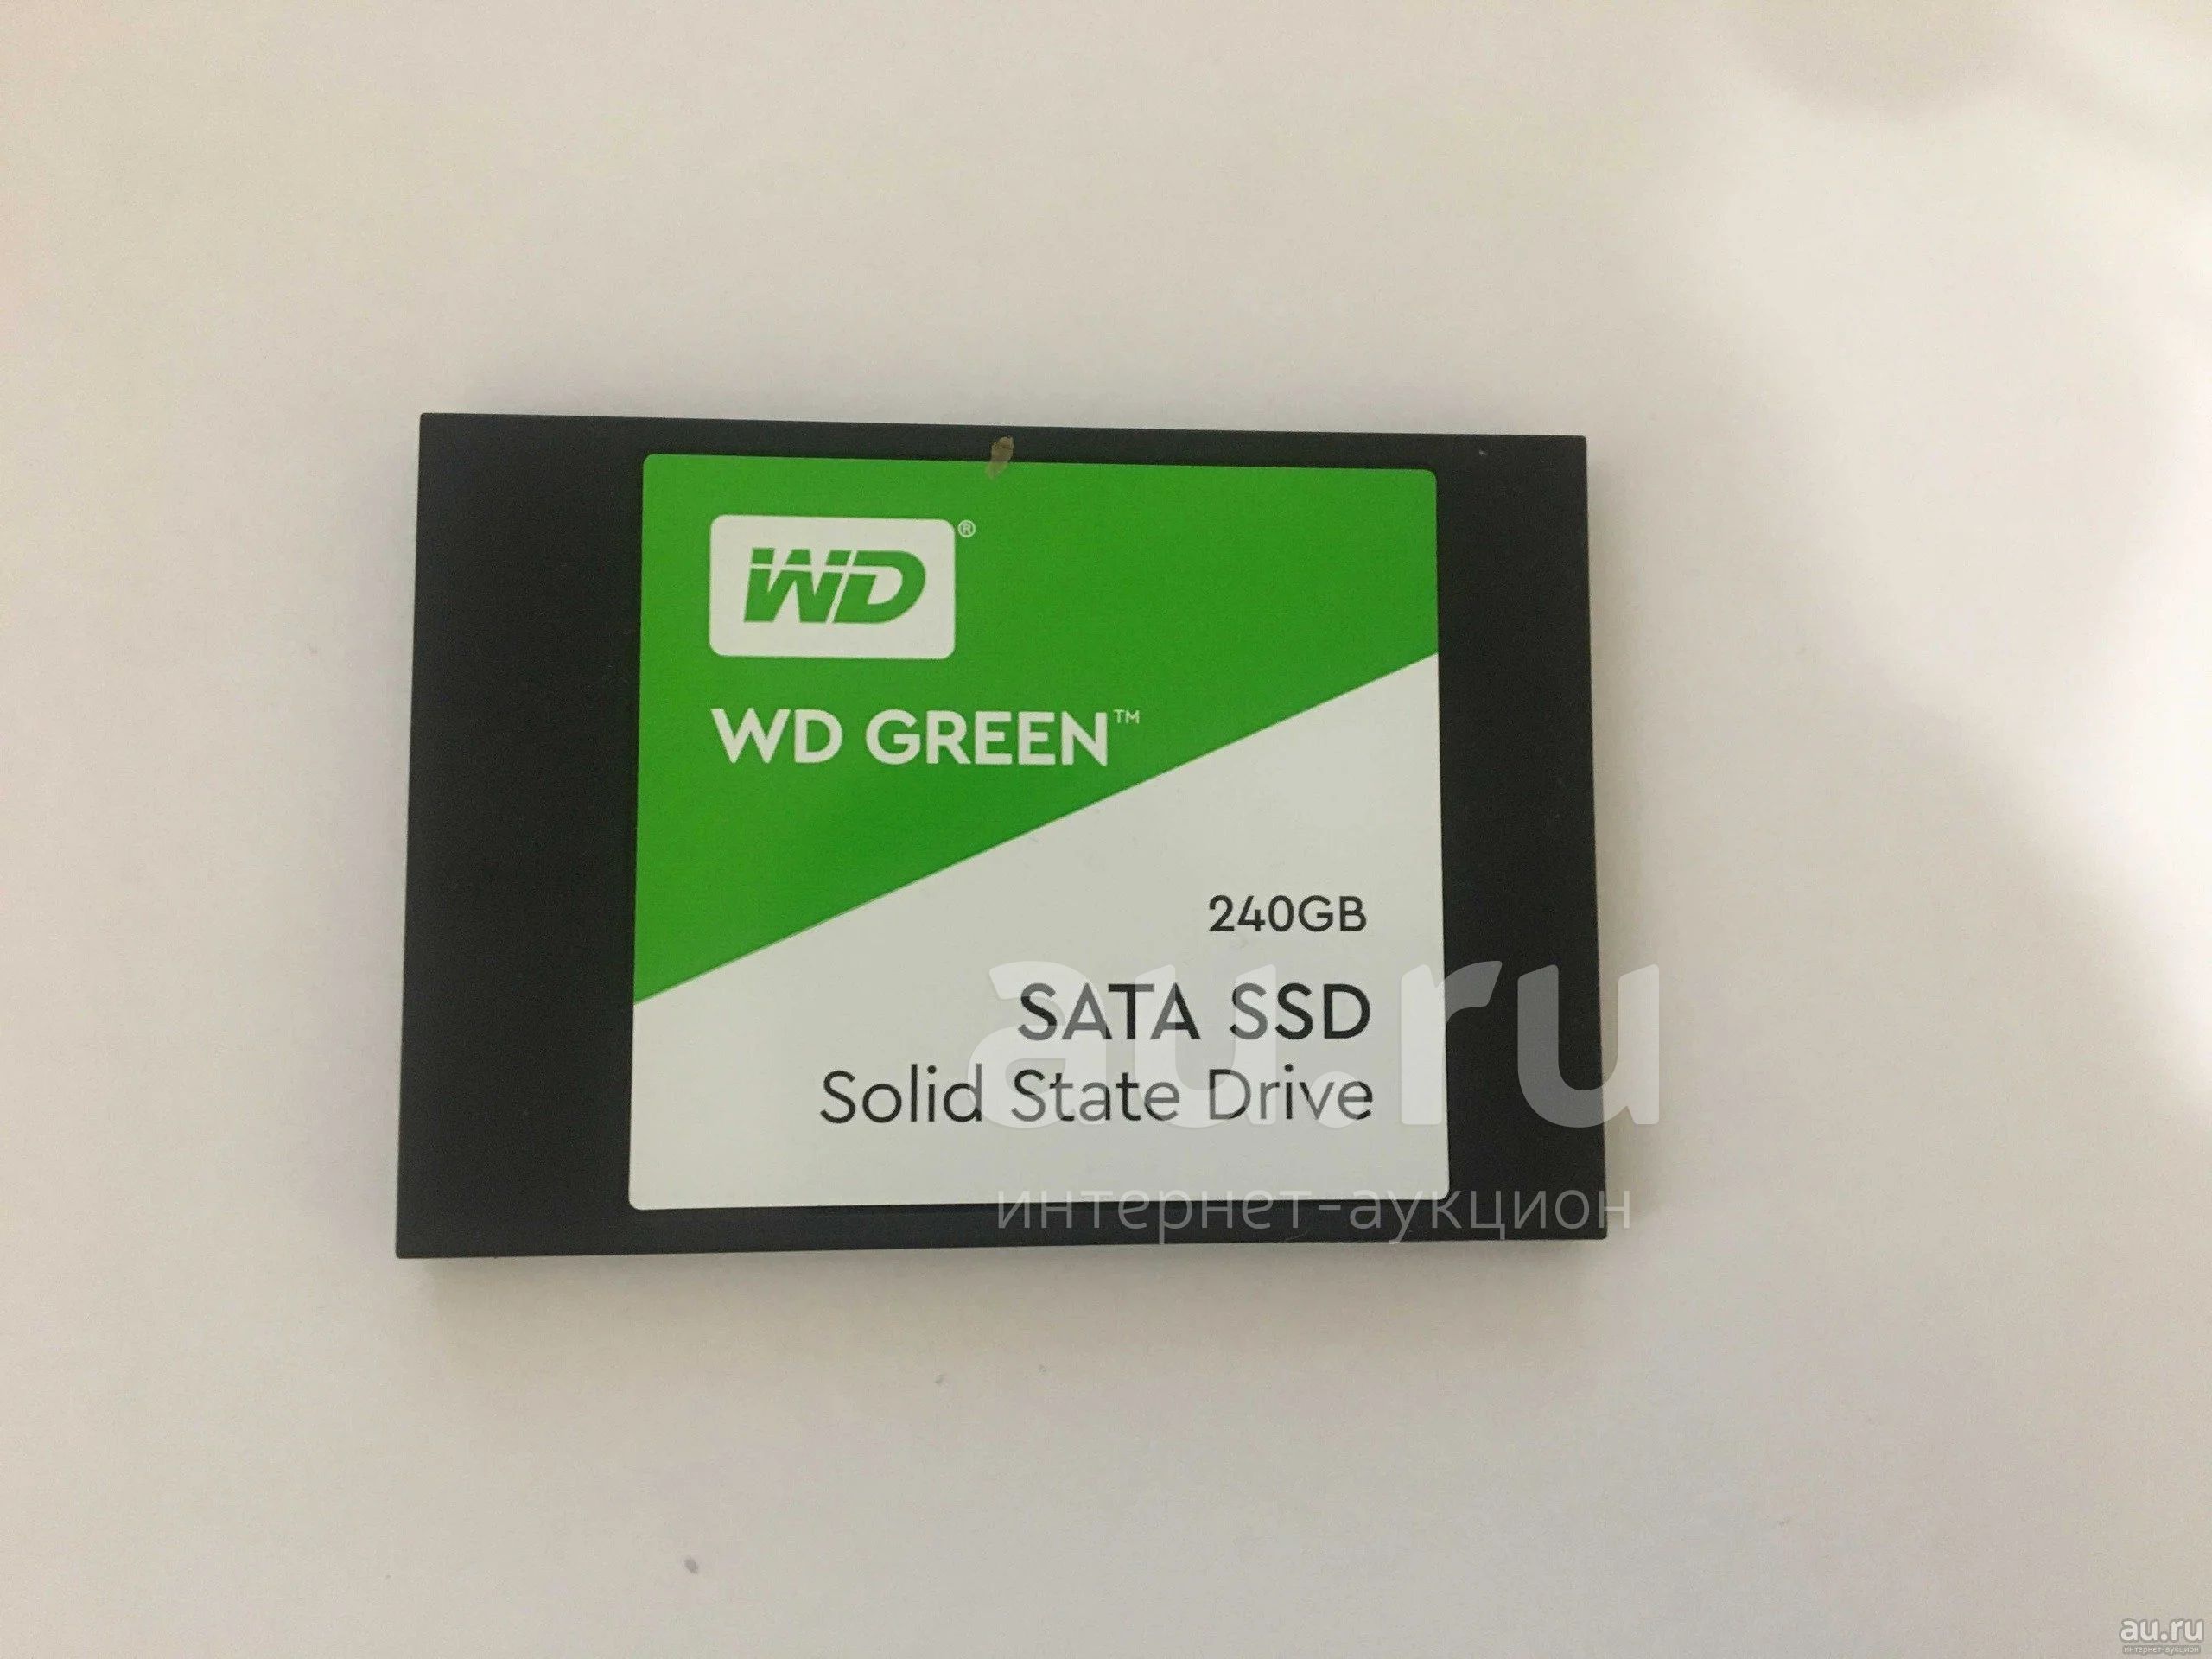 WD®
WD GREEN™
240GB
SATA SSD
Solid State Drive
au.ru
интернет-аукцион
au.ru
интернет-аукцион